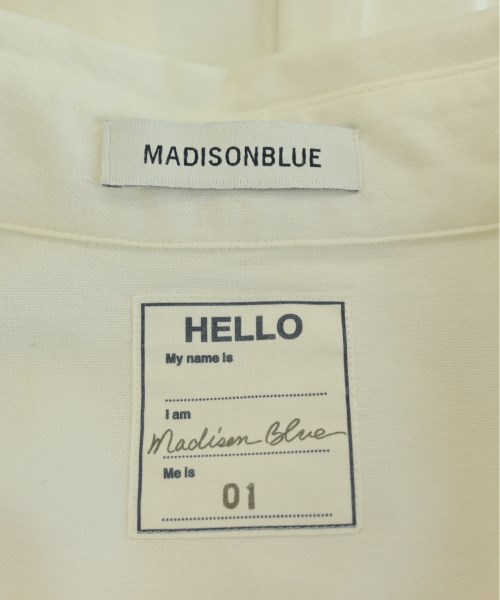 MADISONBLUE
HELLO
My name is
I am
Madison Blue
Me is
01